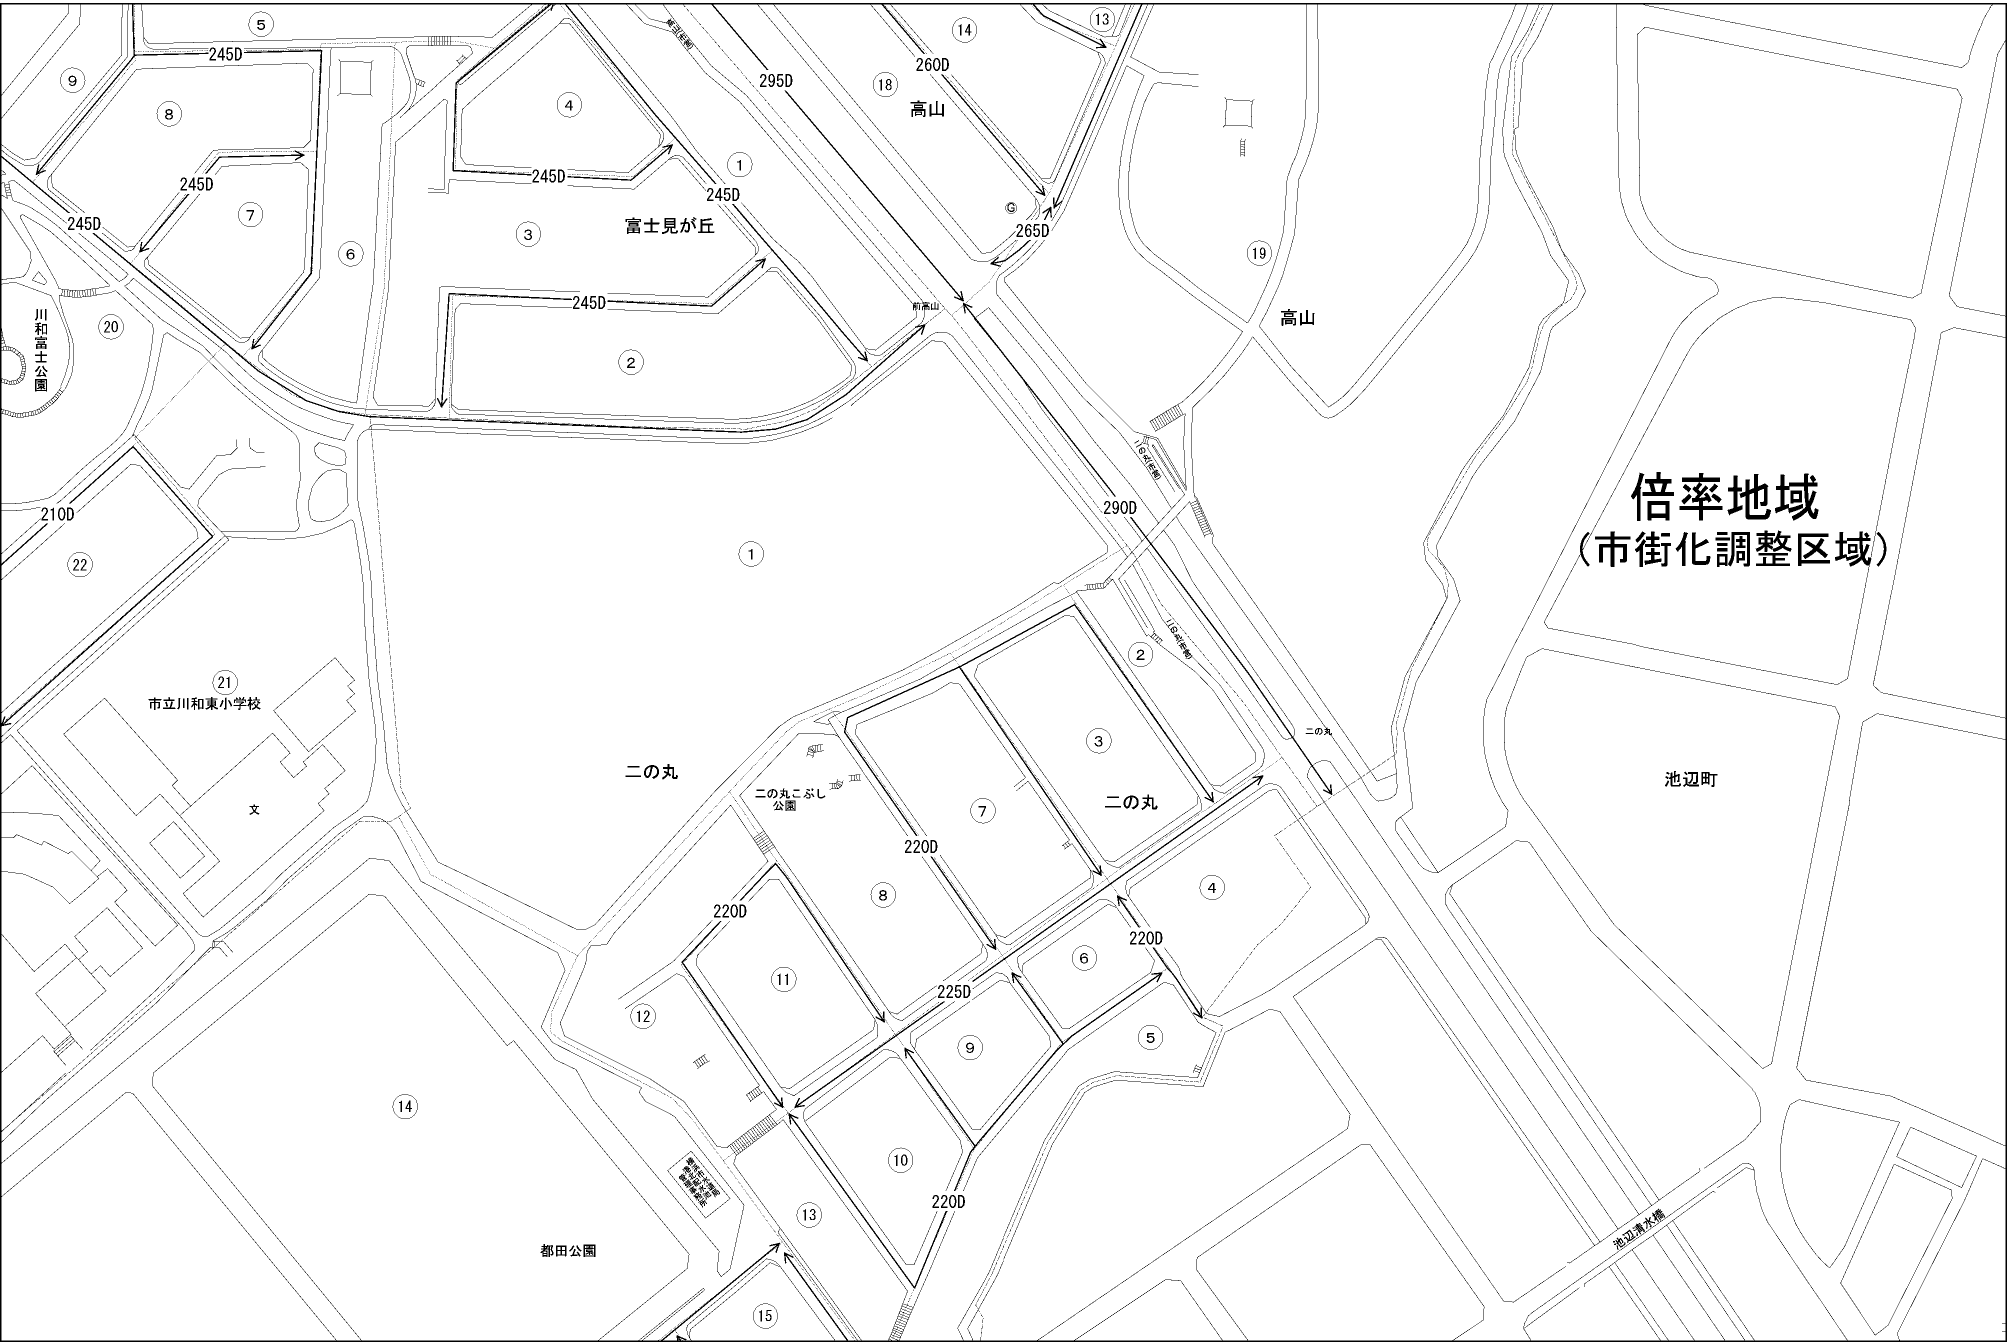 ⑤
245D
⑨
⑧
245D
⑦
245D
⑥
④
245D
③
富士見が丘
①
245D
295D
⑱
高山
260D
⑭
⑬
Ⓖ
265D
⑲
高山
245D
②
前高山
⑳
川和富士公園
210D
㉒
㉑
市立川和東小学校
文
①
二の丸
290D
倍率地域
(市街化調整区域)
②
二の丸
③
二の丸
池辺町
二の丸こぶし
公園
⑦
220D
⑧
④
220D
⑥
220D
⑪
225D
⑫
⑨
⑤
⑩
220D
⑬
⑭
都田公園
⑮
池辺清水橋